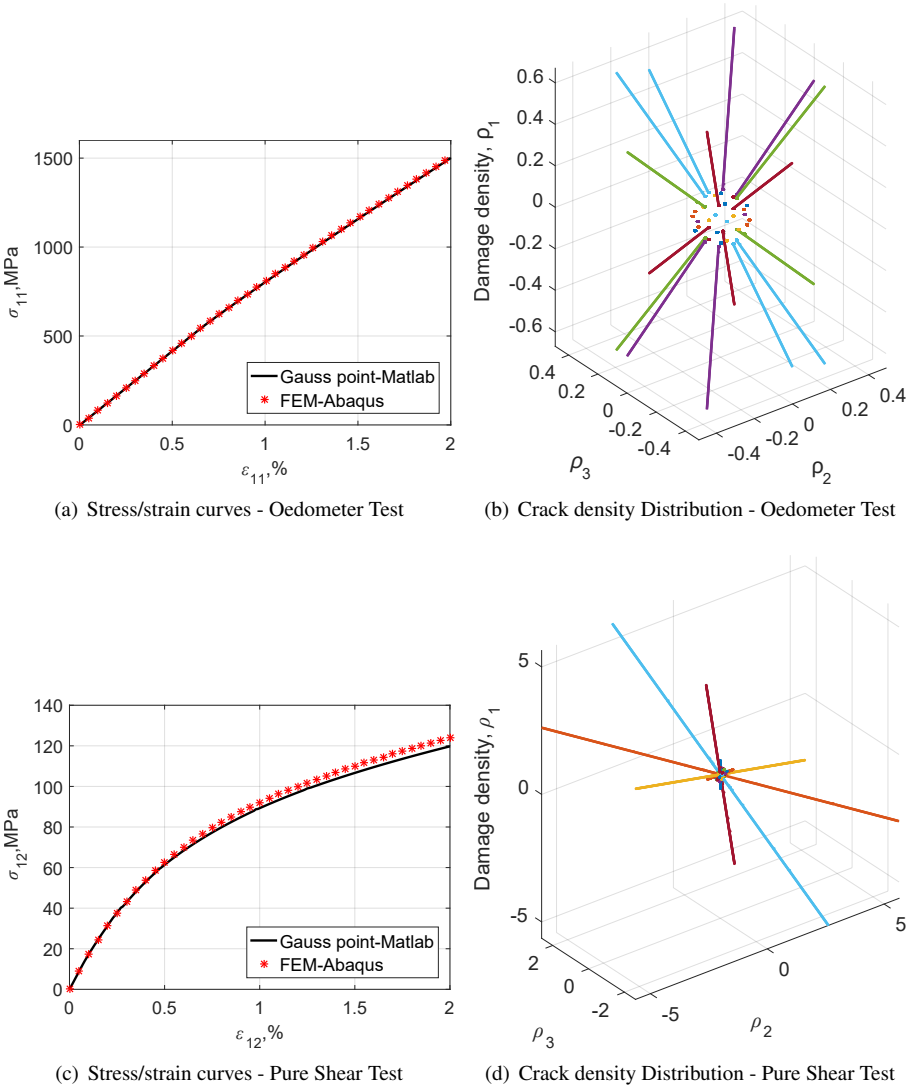 1500
1000
500
0
0
0.5
1
1.5
2
σ11,MPa
ε11,%
Gauss point-Matlab
FEM-Abaqus
(a) Stress/strain curves - Oedometer Test
0.6
0.4
0.2
0
-0.2
-0.4
-0.6
Damage density, ρ1
0.4
0.2
0
-0.2
-0.4
ρ3
-0.4
-0.2
0
0.2
0.4
ρ2
(b) Crack density Distribution - Oedometer Test
140
120
100
80
60
40
20
0
0
0.5
1
1.5
2
σ12,MPa
ε12,%
Gauss point-Matlab
FEM-Abaqus
(c) Stress/strain curves - Pure Shear Test
5
0
-5
Damage density, ρ1
2
0
-2
ρ3
-5
0
5
ρ2
(d) Crack density Distribution - Pure Shear Test